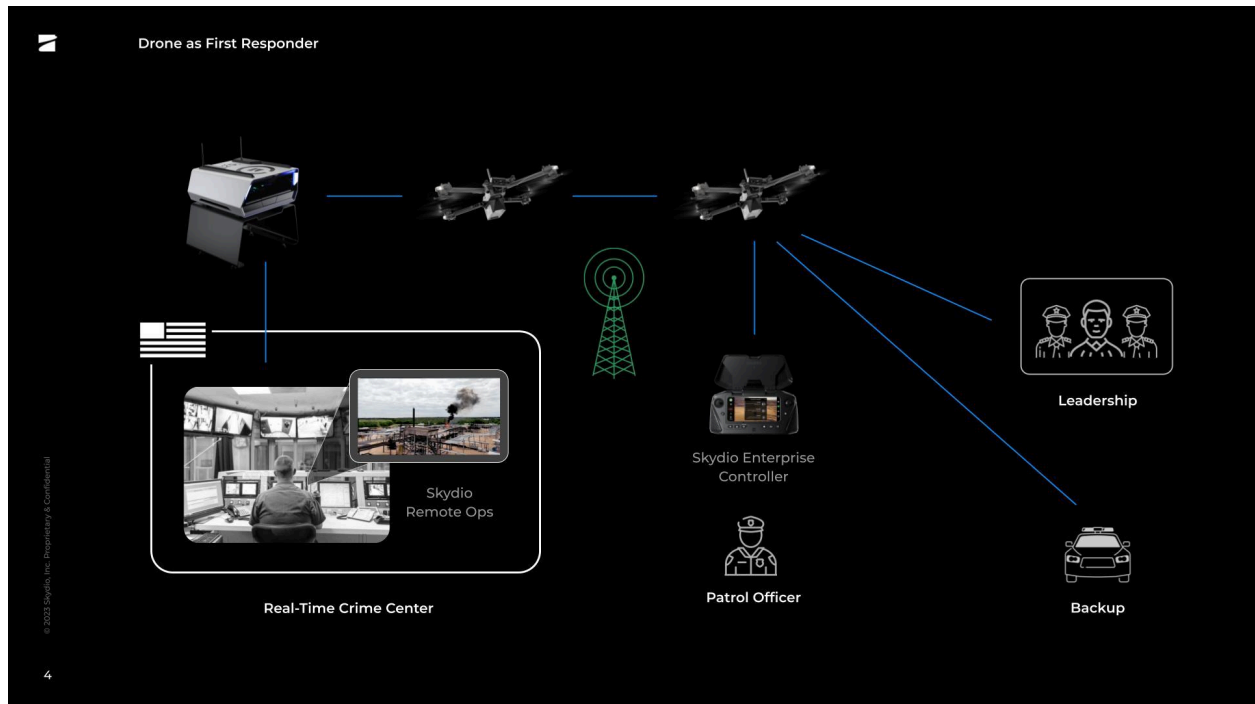 Drone as First Responder
Skydio Enterprise
Controller
Leadership
Skydio
Remote Ops
Patrol Officer
Backup
Real-Time Crime Center
© 2023 Skydio, Inc. Proprietary & Confidential
4